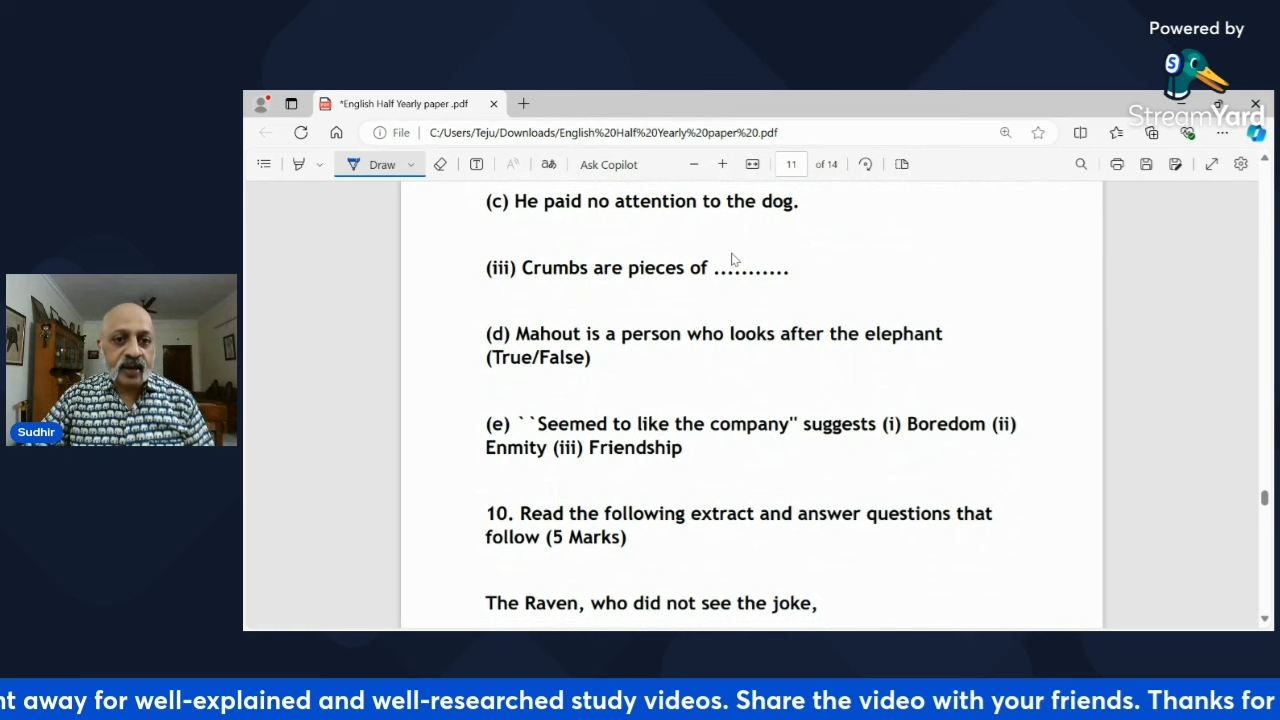 Powered by
S
StreamYard
*English Half Yearly paper .pdf
File
C:/Users/Teju/Downloads/English%20Half%20Yearly%20paper%20.pdf
Draw
Ask Copilot
11
of 14
(c) He paid no attention to the dog.
(iii) Crumbs are pieces of ...........
(d) Mahout is a person who looks after the elephant
(True/False)
(e) ``Seemed to like the company" suggests (i) Boredom (ii)
Enmity (iii) Friendship
10. Read the following extract and answer questions that
follow (5 Marks)
The Raven, who did not see the joke,
Sudhir
nt away for well-explained and well-researched study videos. Share the video with your friends. Thanks for